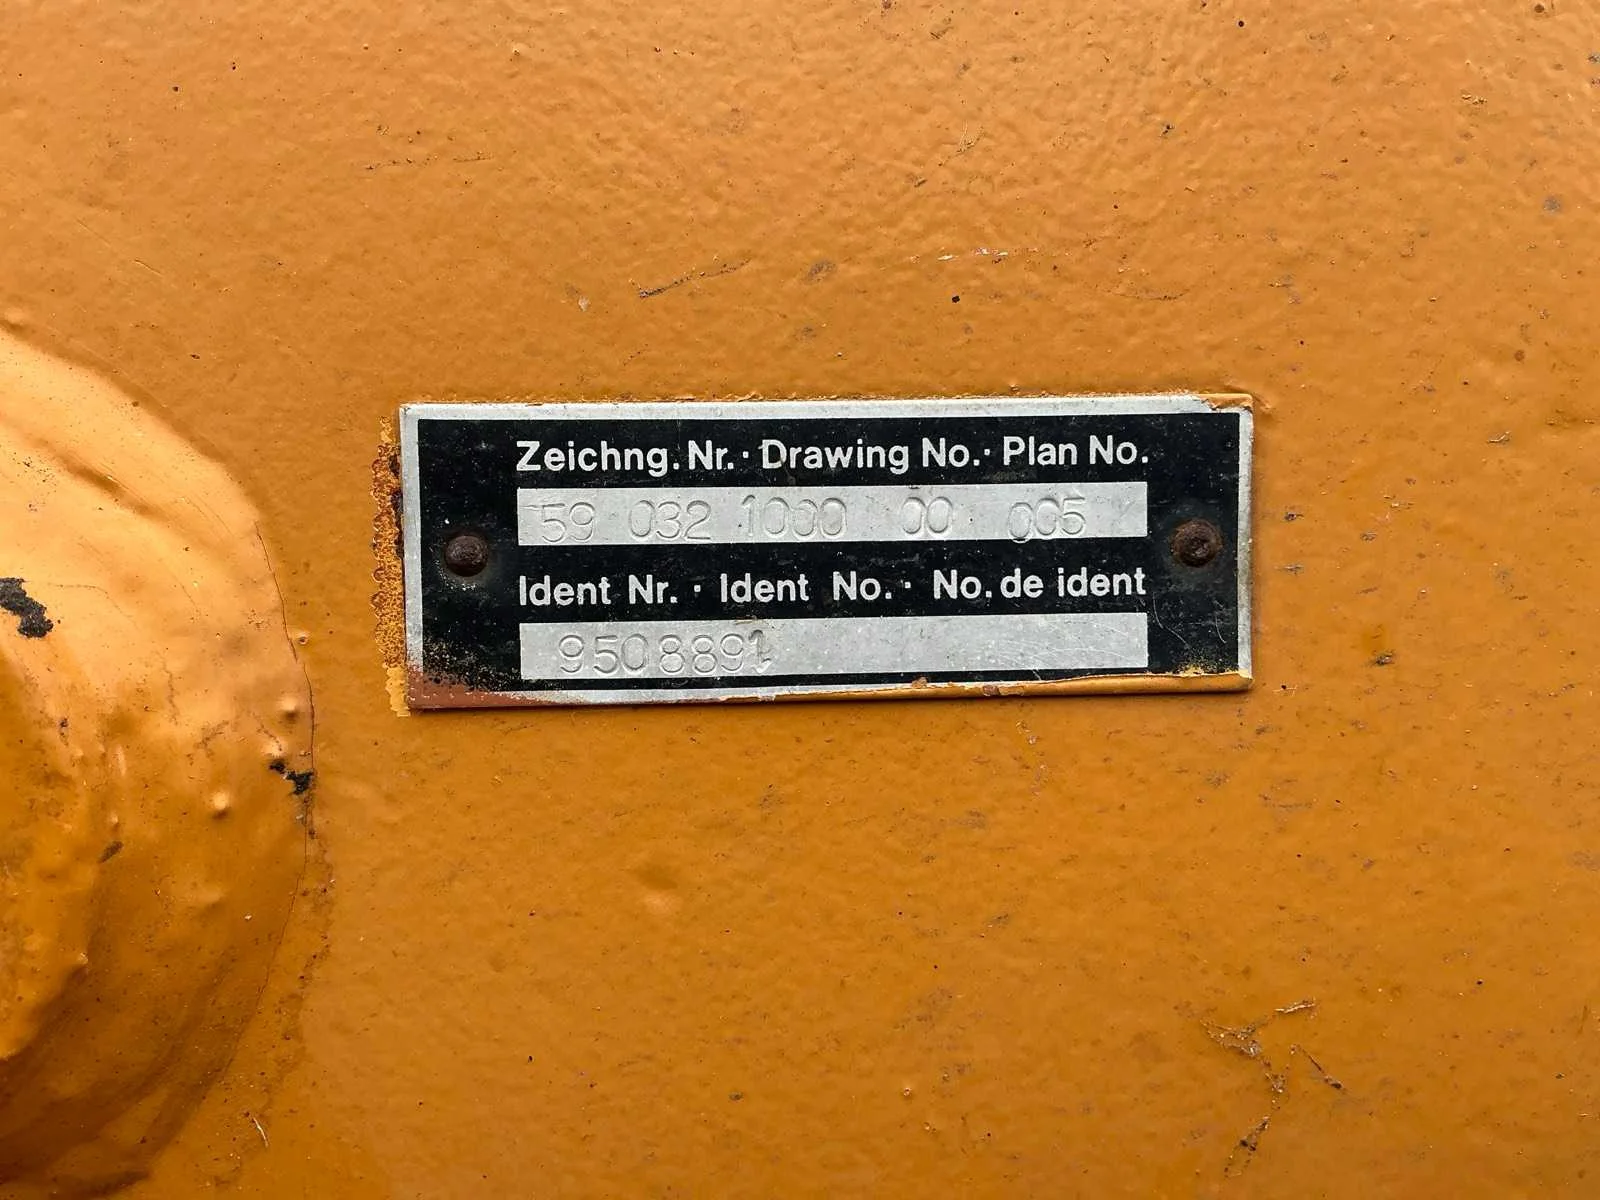 Zeichng. Nr. · Drawing No. · Plan No.
59 032 1000 00 005
Ident Nr. · Ident No. · No. de ident
9508891